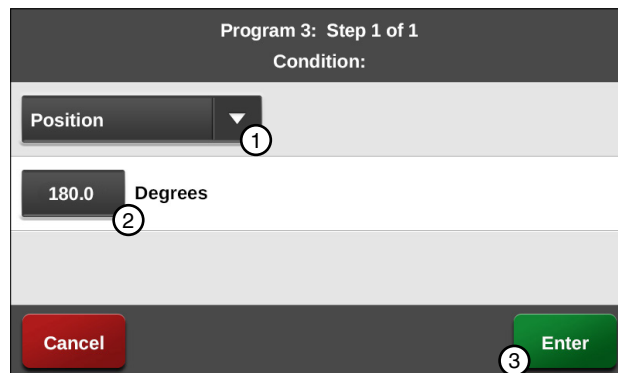 Program 3: Step 1 of 1
Condition:
Position
1
180.0 Degrees
2
Cancel
Enter
3